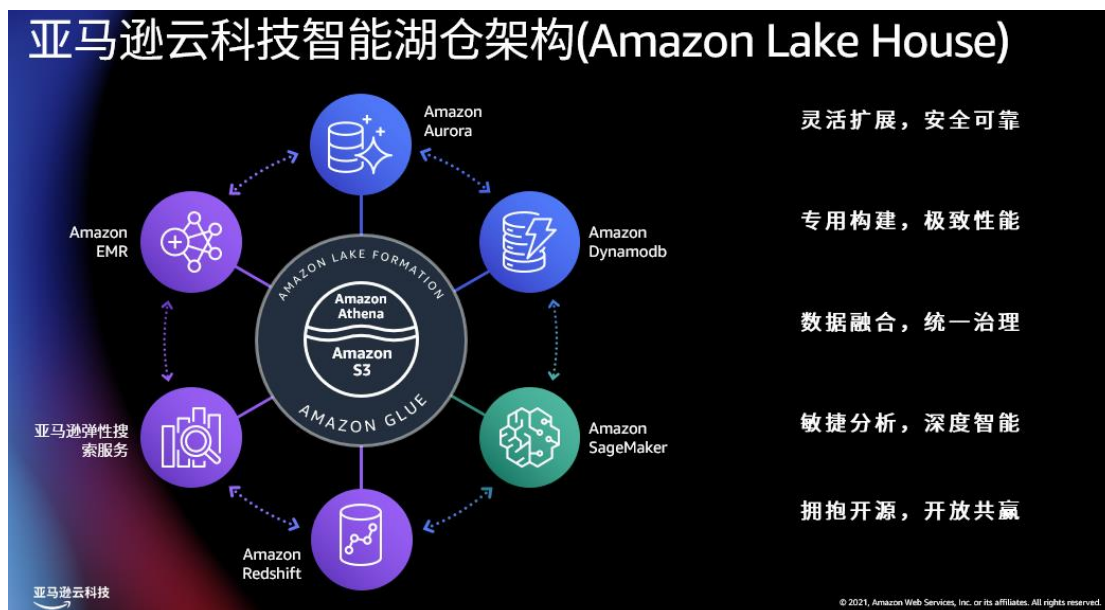 亚马逊云科技智能湖仓架构(Amazon Lake House)
Amazon
Aurora
Amazon
EMR
Amazon
Dynamodb
AMAZON LAKE FORMATION
Amazon
Athena
Amazon
S3
AMAZON GLUE
亚马逊弹性搜
索服务
Amazon
SageMaker
Amazon
Redshift
灵活扩展，安全可靠
专用构建，极致性能
数据融合，统一治理
敏捷分析，深度智能
拥抱开源，开放共赢
亚马逊云科技
© 2021, Amazon Web Services, Inc. or its affiliates. All rights reserved.